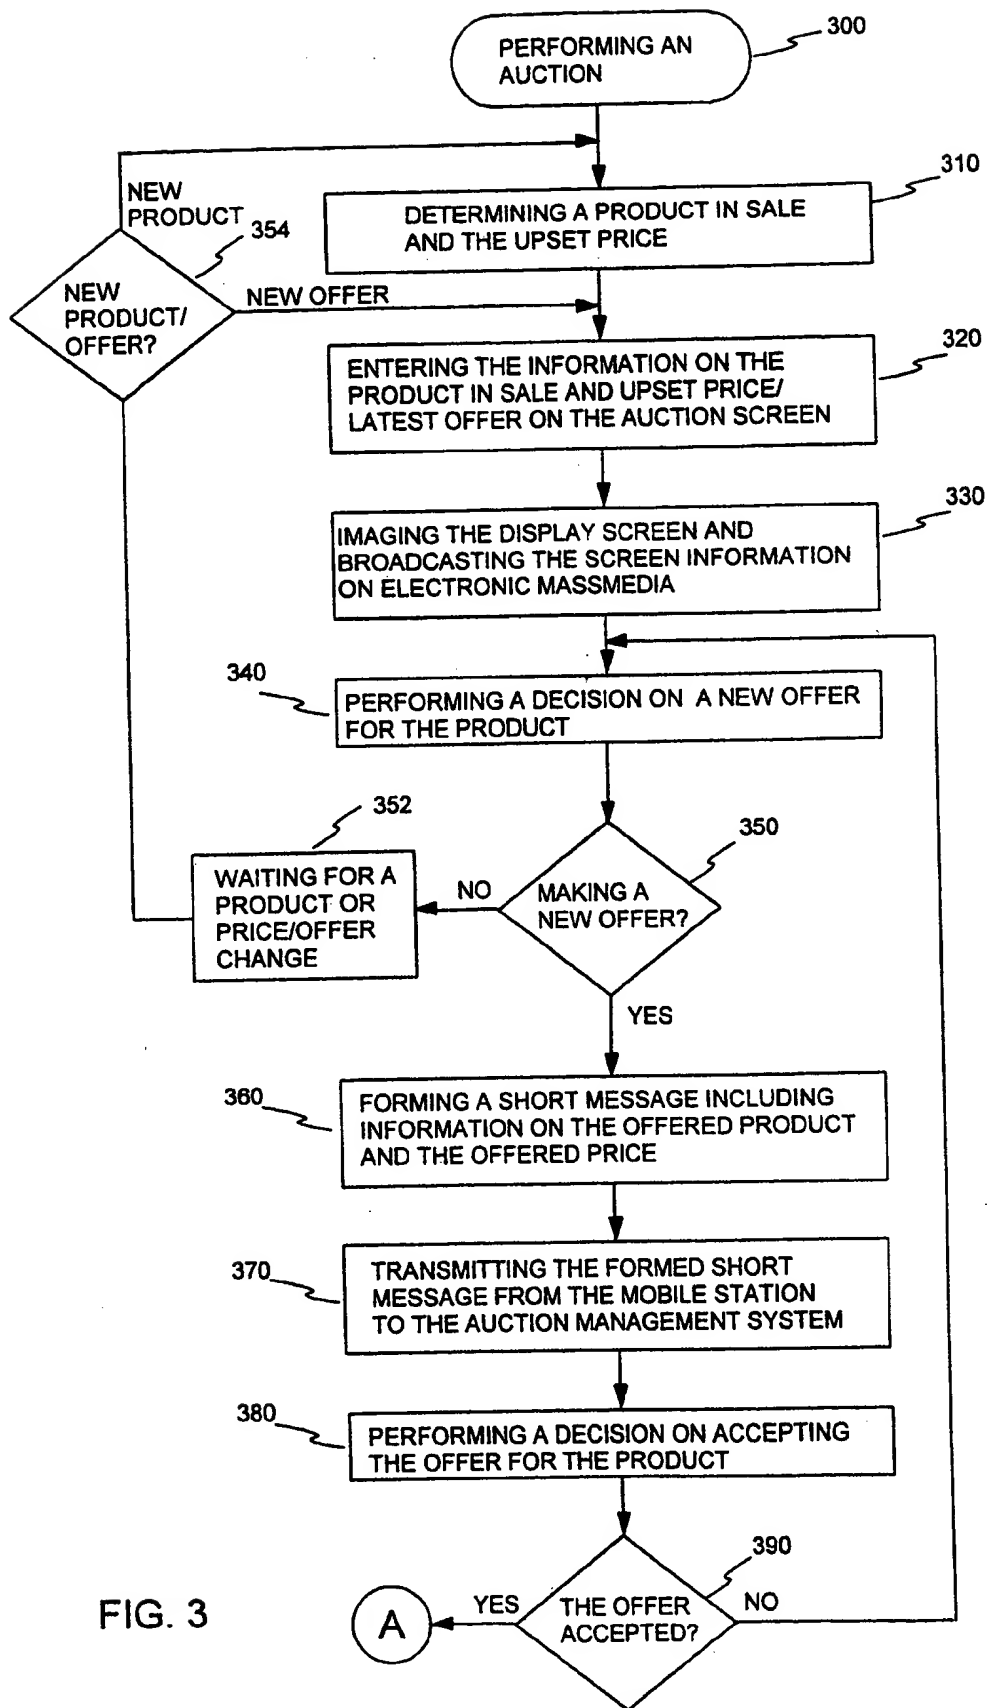 PERFORMING AN
AUCTION
300
NEW
PRODUCT
310
DETERMINING A PRODUCT IN SALE
AND THE UPSET PRICE
354
NEW
PRODUCT/
OFFER?
NEW OFFER
320
ENTERING THE INFORMATION ON THE
PRODUCT IN SALE AND UPSET PRICE/
LATEST OFFER ON THE AUCTION SCREEN
330
IMAGING THE DISPLAY SCREEN AND
BROADCASTING THE SCREEN INFORMATION
ON ELECTRONIC MASSMEDIA
340
PERFORMING A DECISION ON A NEW OFFER
FOR THE PRODUCT
352
350
WAITING FOR A
PRODUCT OR
PRICE/OFFER
CHANGE
NO
MAKING A
NEW OFFER?
YES
360
FORMING A SHORT MESSAGE INCLUDING
INFORMATION ON THE OFFERED PRODUCT
AND THE OFFERED PRICE
370
TRANSMITTING THE FORMED SHORT
MESSAGE FROM THE MOBILE STATION
TO THE AUCTION MANAGEMENT SYSTEM
380
PERFORMING A DECISION ON ACCEPTING
THE OFFER FOR THE PRODUCT
390
THE OFFER
ACCEPTED?
YES
NO
A
FIG. 3